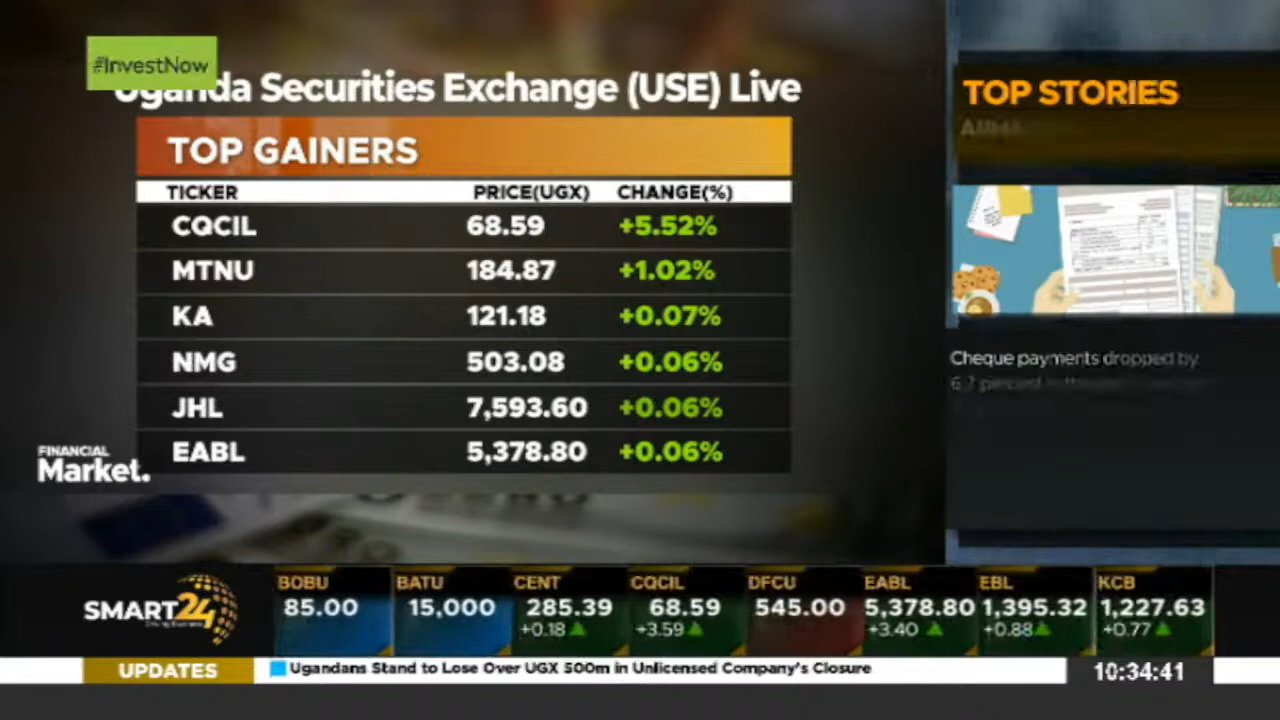 #InvestNow
Uganda Securities Exchange (USE) Live
TOP GAINERS
TICKER PRICE(UGX) CHANGE(%)
CQCIL 68.59 +5.52%
MTNU 184.87 +1.02%
KA 121.18 +0.07%
NMG 503.08 +0.06%
JHL 7,593.60 +0.06%
EABL 5,378.80 +0.06%
FINANCIAL
Market.
TOP STORIES
Cheque payments dropped by
6.7 percent
SMART24
Driving Business
BOBU BATU CENT CQCIL DFCU EABL EBL KCB
85.00 15,000 285.39 68.59 545.00 5,378.80 1,395.32 1,227.63
+0.18 +3.59 +3.40 +0.88 +0.77
UPDATES
Ugandans Stand to Lose Over UGX 500m in Unlicensed Company's Closure
10:34:41